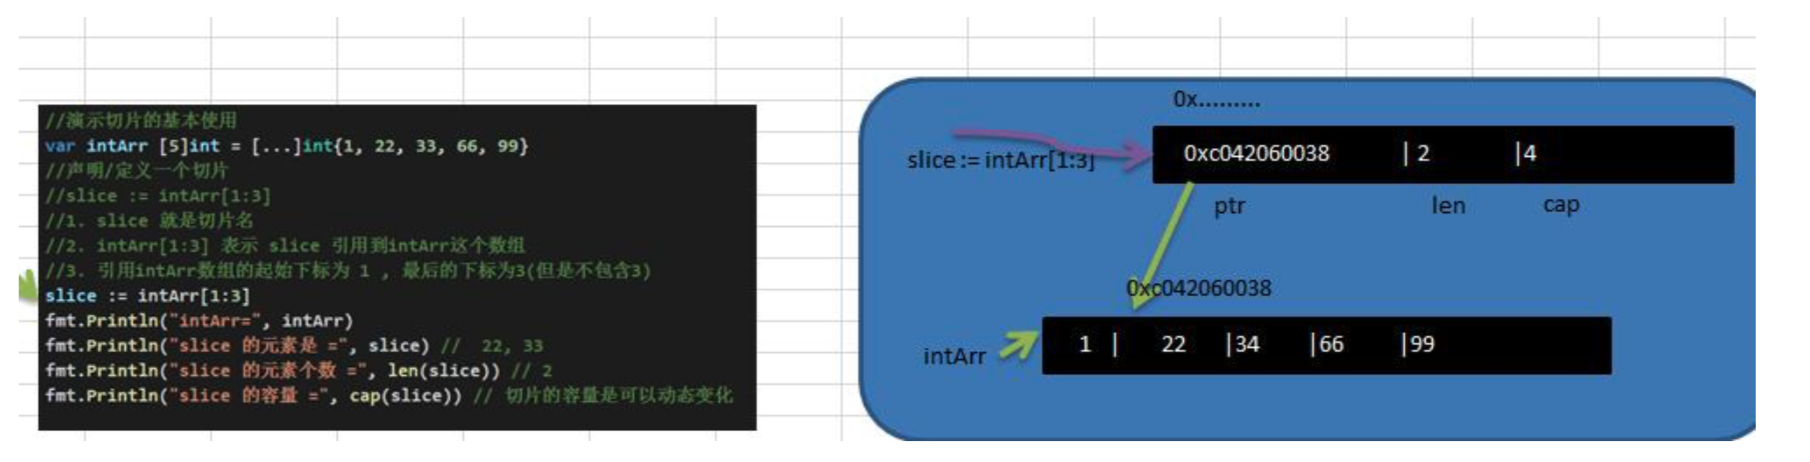 //演示切片的基本使用
var intArr [5]int = [...]int{1, 22, 33, 66, 99}
//声明/定义一个切片
//slice := intArr[1:3]
//1. slice 就是切片名
//2. intArr[1:3] 表示 slice 引用到intArr这个数组
//3. 引用intArr数组的起始下标为 1 , 最后的下标为3(但是不包含3)
slice := intArr[1:3]
fmt.Println("intArr=", intArr)
fmt.Println("slice 的元素是 =", slice) //  22, 33
fmt.Println("slice 的元素个数 =", len(slice)) // 2
fmt.Println("slice 的容量 =", cap(slice)) // 切片的容量是可以动态变化
0x.........
slice := intArr[1:3]
0xc042060038 |2 |4
ptr len cap
0xc042060038
intArr
1 | 22 |34 |66 |99